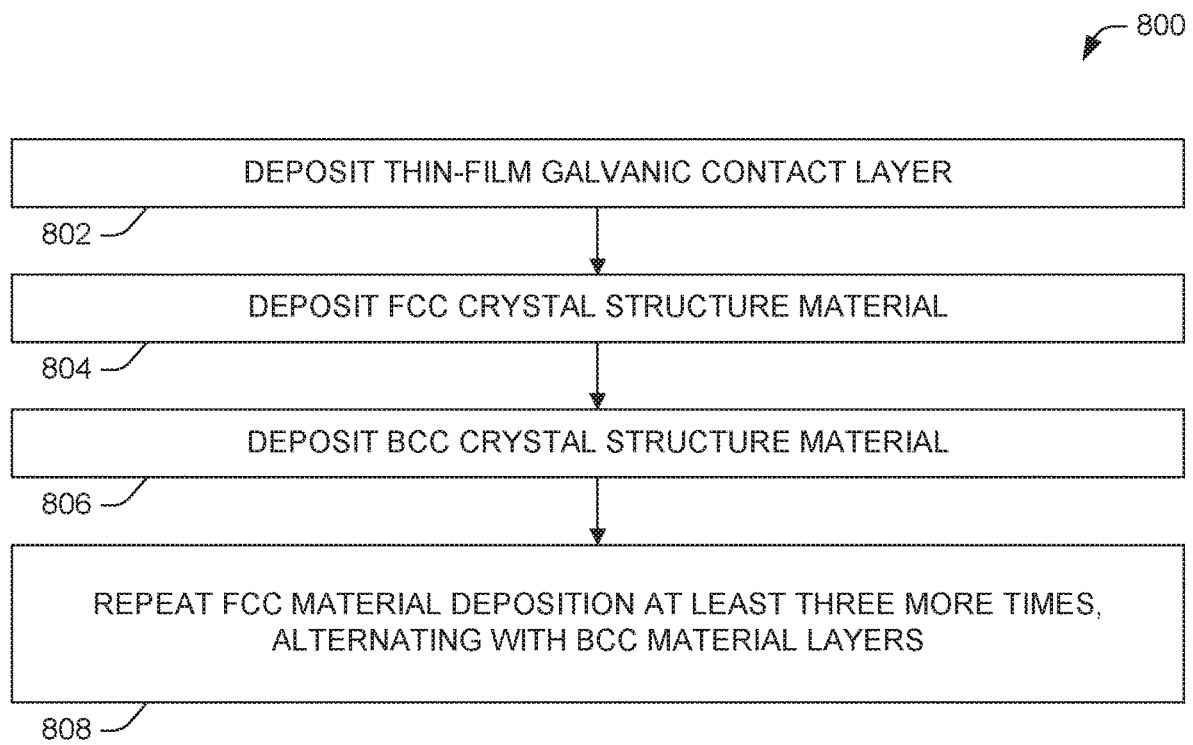 800
DEPOSIT THIN-FILM GALVANIC CONTACT LAYER
802
DEPOSIT FCC CRYSTAL STRUCTURE MATERIAL
804
DEPOSIT BCC CRYSTAL STRUCTURE MATERIAL
806
REPEAT FCC MATERIAL DEPOSITION AT LEAST THREE MORE TIMES,
ALTERNATING WITH BCC MATERIAL LAYERS
808